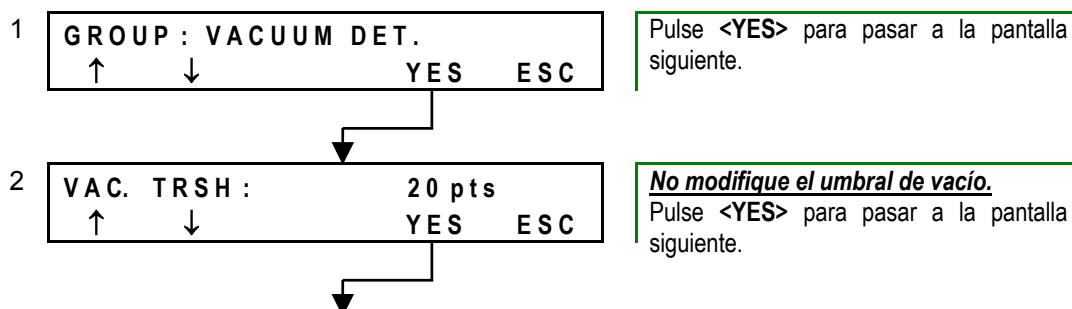 1
GROUP: VACUUM DET.
↑ ↓ YES ESC
Pulse <YES> para pasar a la pantalla
siguiente.
2
VAC. TRSH: 20 pts
↑ ↓ YES ESC
No modifique el umbral de vacío.
Pulse <YES> para pasar a la pantalla
siguiente.